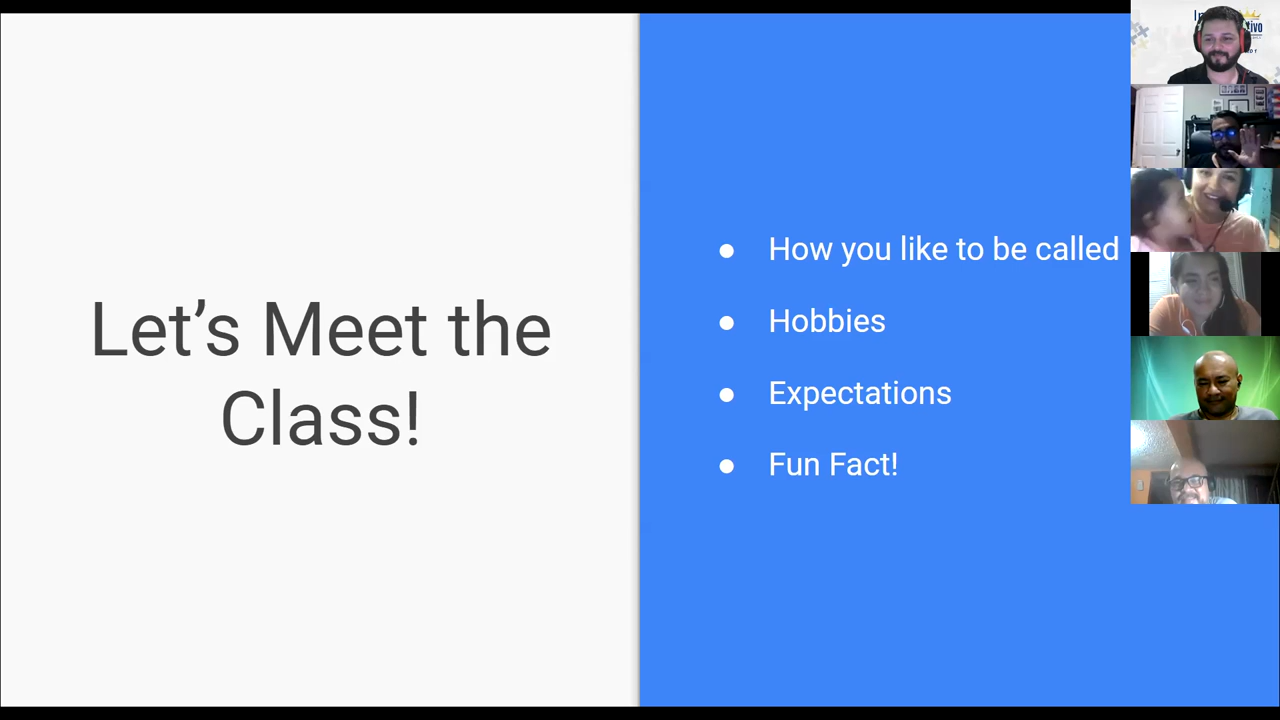 Let’s Meet the
Class!
● How you like to be called
● Hobbies
● Expectations
● Fun Fact!